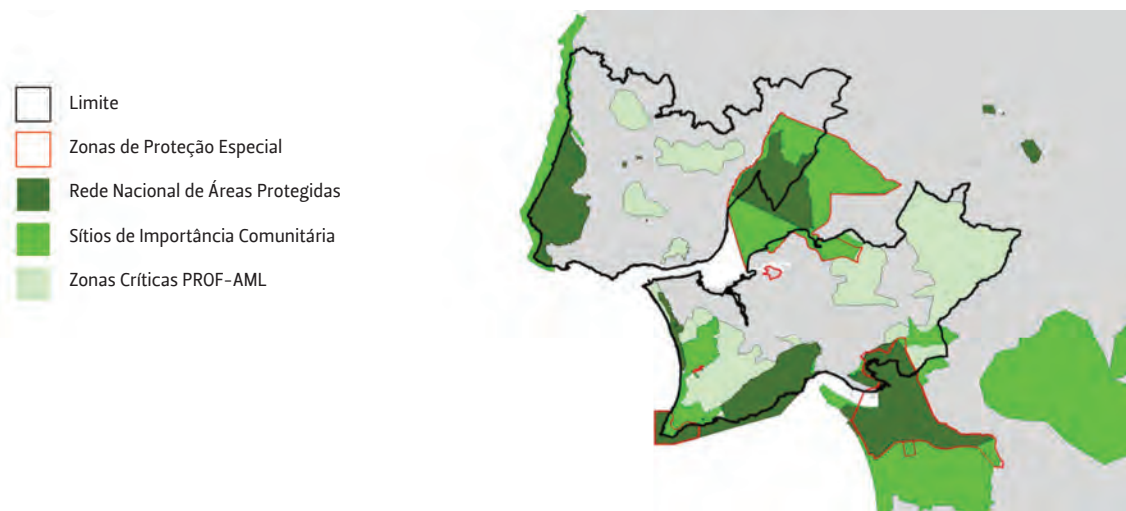 Limite
Zonas de Proteção Especial
Rede Nacional de Áreas Protegidas
Sítios de Importância Comunitária
Zonas Críticas PROF-AML